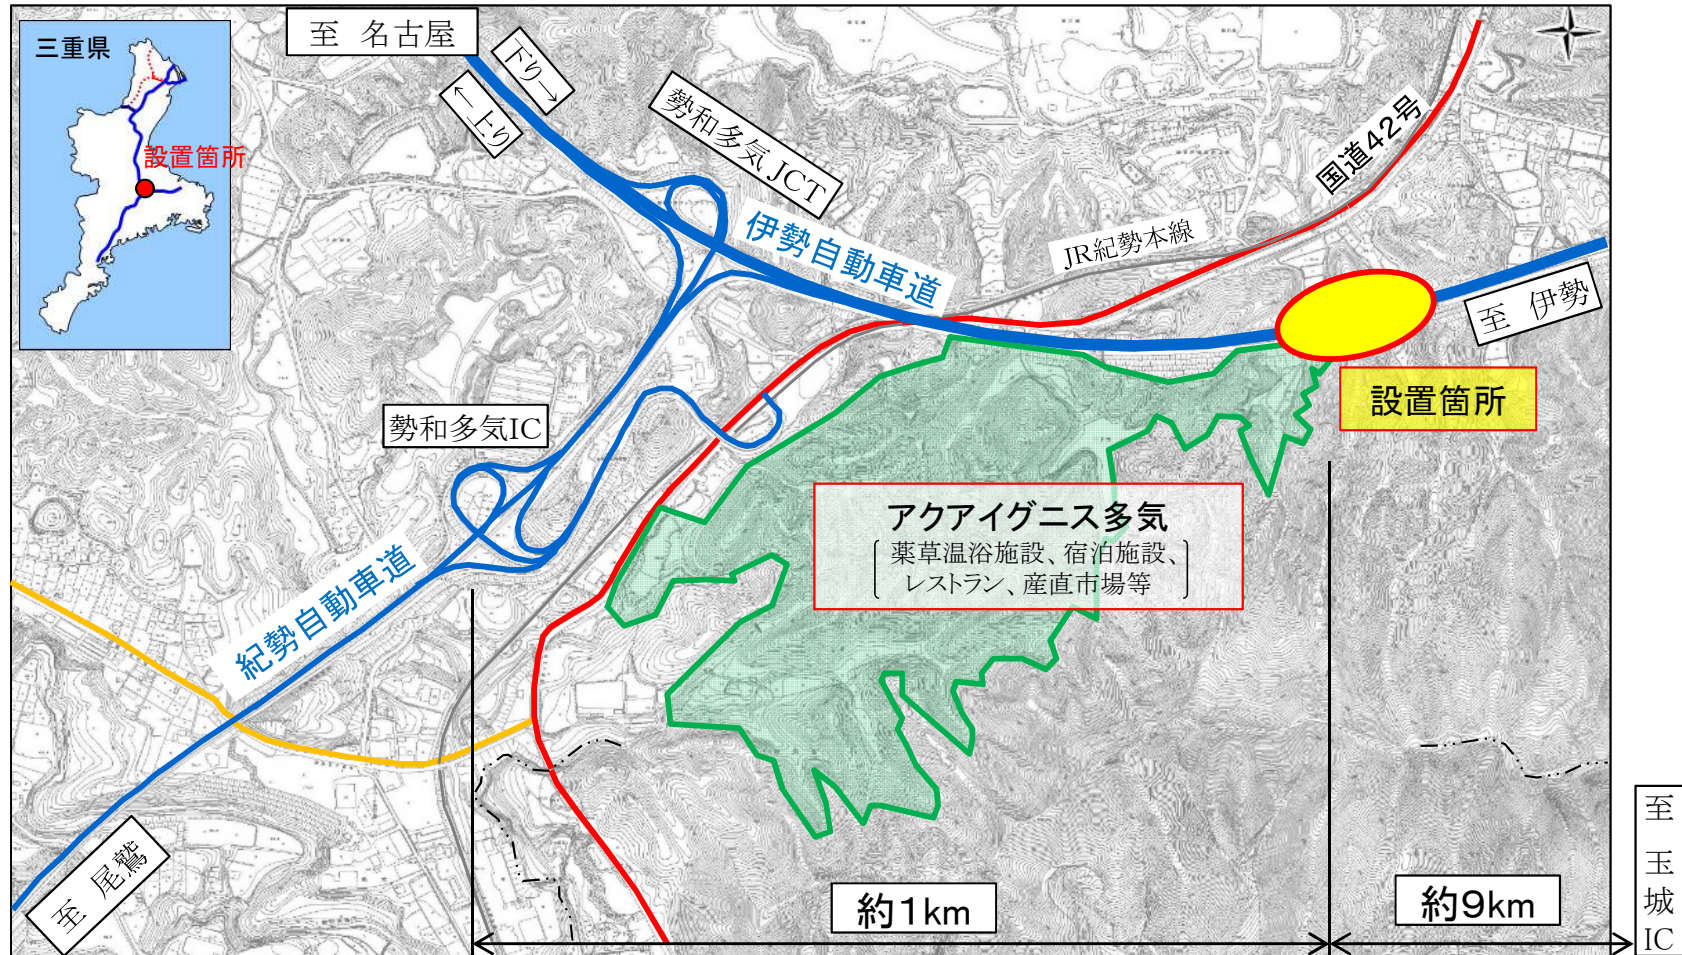 三重県
設置箇所
至 名古屋
下り→
←上り
勢和多気JCT
伊勢自動車道
国道42号
JR紀勢本線
至 伊勢
設置箇所
勢和多気IC
アクアイグニス多気
薬草温浴施設、宿泊施設、
レストラン、産直市場等
紀勢自動車道
至 尾鷲
約1km
約9km
至 玉城IC